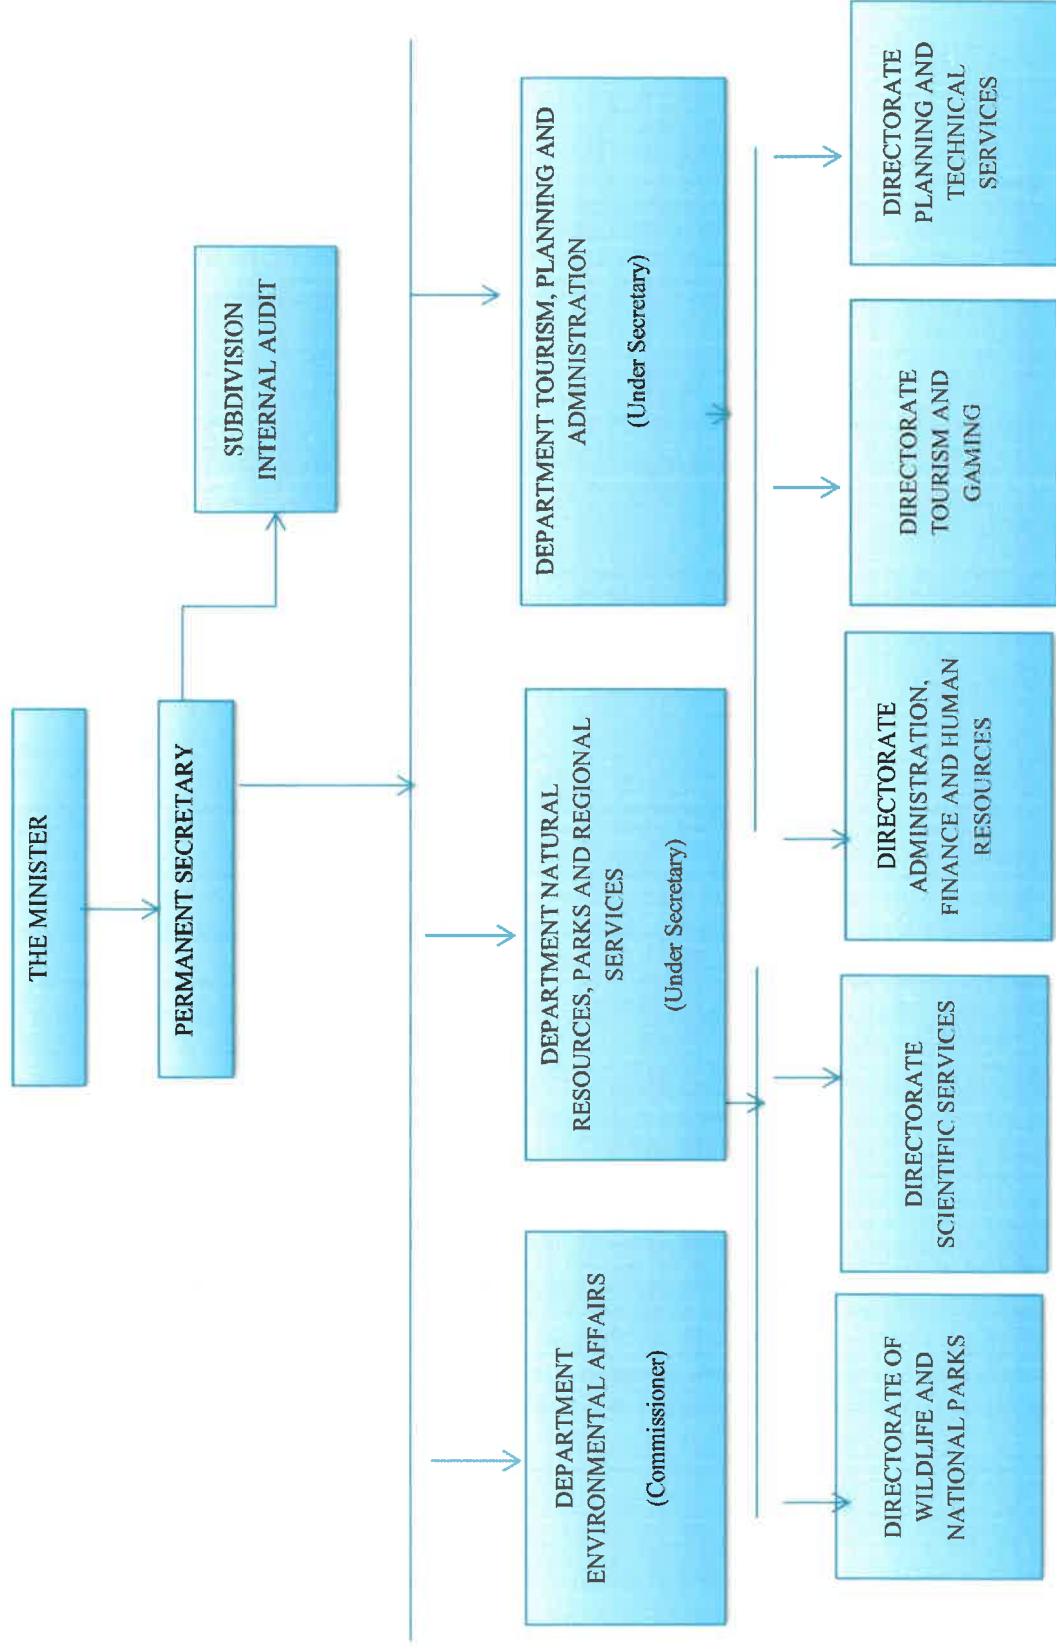 THE MINISTER
PERMANENT SECRETARY
SUBDIVISION
INTERNAL AUDIT
DEPARTMENT
ENVIRONMENTAL AFFAIRS
(Commissioner)
DEPARTMENT NATURAL
RESOURCES, PARKS AND REGIONAL
SERVICES
(Under Secretary)
DEPARTMENT TOURISM, PLANNING AND
ADMINISTRATION
(Under Secretary)
DIRECTORATE OF
WILDLIFE AND
NATIONAL PARKS
DIRECTORATE
SCIENTIFIC SERVICES
DIRECTORATE
ADMINISTRATION,
FINANCE AND HUMAN
RESOURCES
DIRECTORATE
TOURISM AND
GAMING
DIRECTORATE
PLANNING AND
TECHNICAL
SERVICES